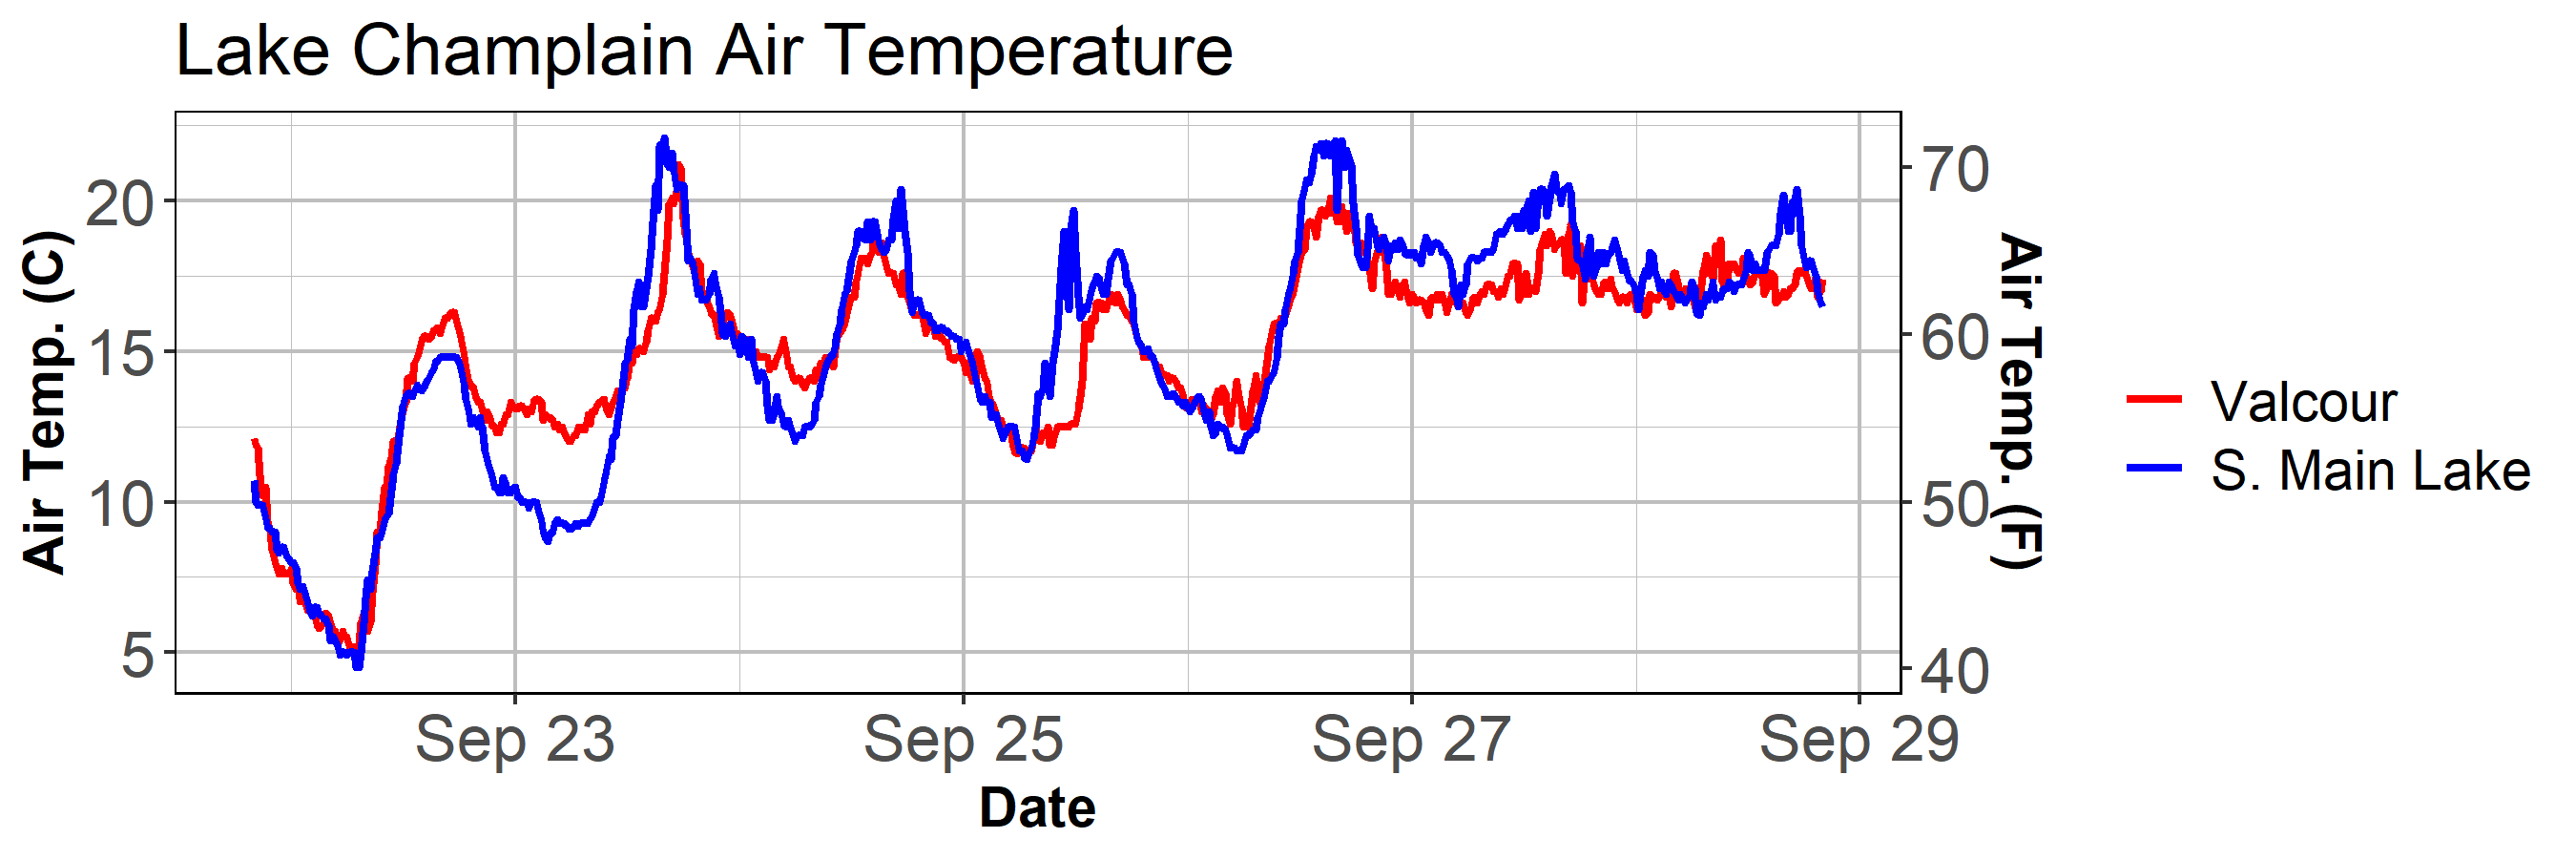 Lake Champlain Air Temperature
Air Temp. (C)
20
15
10
5
70
60
50
40
Air Temp. (F)
Sep 23
Sep 25
Sep 27
Sep 29
Date
Valcour
S. Main Lake